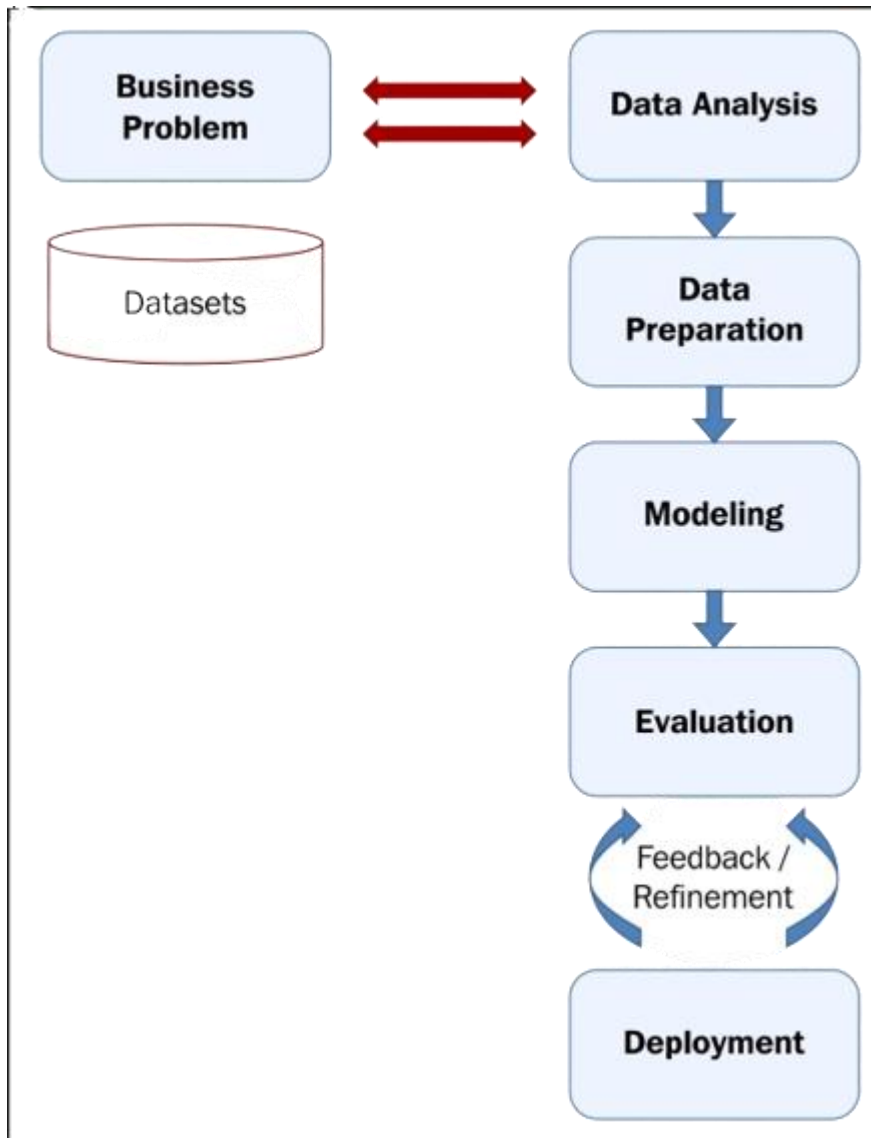 Business
Problem
Data Analysis
Datasets
Data
Preparation
Modeling
Evaluation
Feedback /
Refinement
Deployment